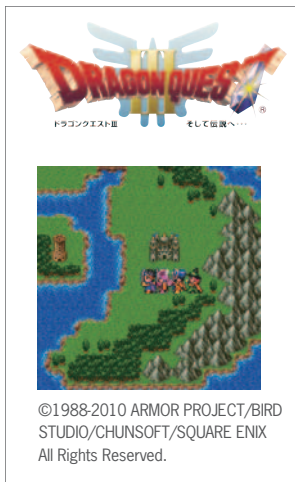 DRAGON QUEST
III
®
ドラゴンクエストⅢ そして伝説へ・・・
©1988-2010 ARMOR PROJECT/BIRD
STUDIO/CHUNSOFT/SQUARE ENIX
All Rights Reserved.